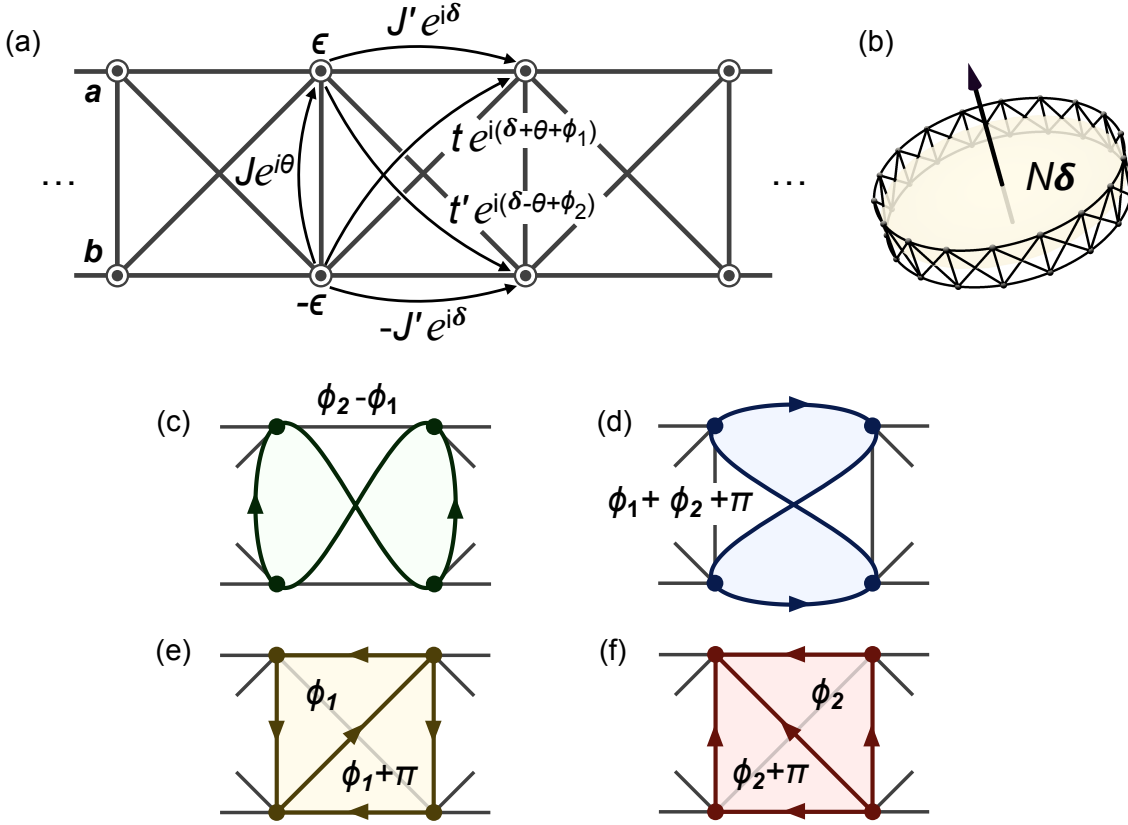 (a)
J′e^{iδ}
ϵ
a
Je^{iθ}
t e^{i(δ+θ+ϕ₁)}
t′e^{i(δ-θ+ϕ₂)}
...
...
b
-ϵ
-J′e^{iδ}
(b)
Nδ
(c)
ϕ₂-ϕ₁
(d)
ϕ₁+ ϕ₂+π
(e)
ϕ₁
ϕ₁+π
(f)
ϕ₂
ϕ₂+π